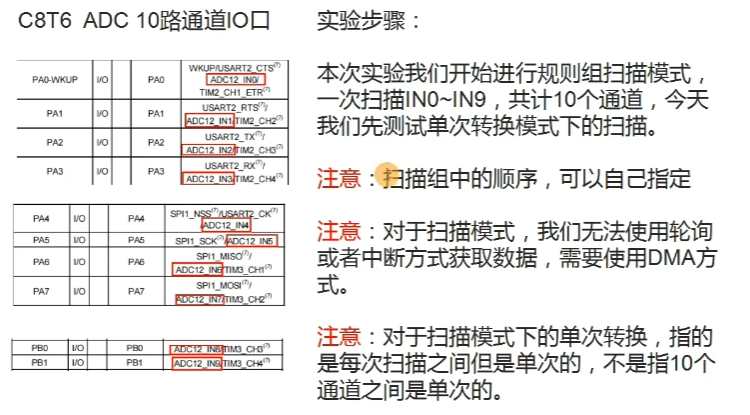 C8T6 ADC 10路通道IO口
PA0-WKUP I/O PA0 WKUP/USART2_CTS(7)
ADC12_IN0/
TIM2_CH1_ETR(7)
PA1 I/O PA1 USART2_RTS(7)/
ADC12_IN1/TIM2_CH2(7)
PA2 I/O PA2 USART2_TX(7)/
ADC12_IN2/TIM2_CH3(7)
PA3 I/O PA3 USART2_RX(7)/
ADC12_IN3/TIM2_CH4(7)
PA4 I/O PA4 SPI1_NSS(7)/USART2_CK(7)
/ADC12_IN4
PA5 I/O PA5 SPI1_SCK(7)/ADC12_IN5
PA6 I/O PA6 SPI1_MISO(7)/
ADC12_IN6/TIM3_CH1(7)
PA7 I/O PA7 SPI1_MOSI(7)/
ADC12_IN7/TIM3_CH2(7)
PB0 I/O PB0 ADC12_IN8/TIM3_CH3(7)
PB1 I/O PB1 ADC12_IN9/TIM3_CH4(7)
实验步骤：
本次实验我们开始进行规则组扫描模式，
一次扫描IN0~IN9，共计10个通道，今天
我们先测试单次转换模式下的扫描。
注意：扫描组中的顺序，可以自己指定
注意：对于扫描模式，我们无法使用轮询
或者中断方式获取数据，需要使用DMA方
式。
注意：对于扫描模式下的单次转换，指的
是每次扫描之间但是单次的，不是指10个
通道之间是单次的。